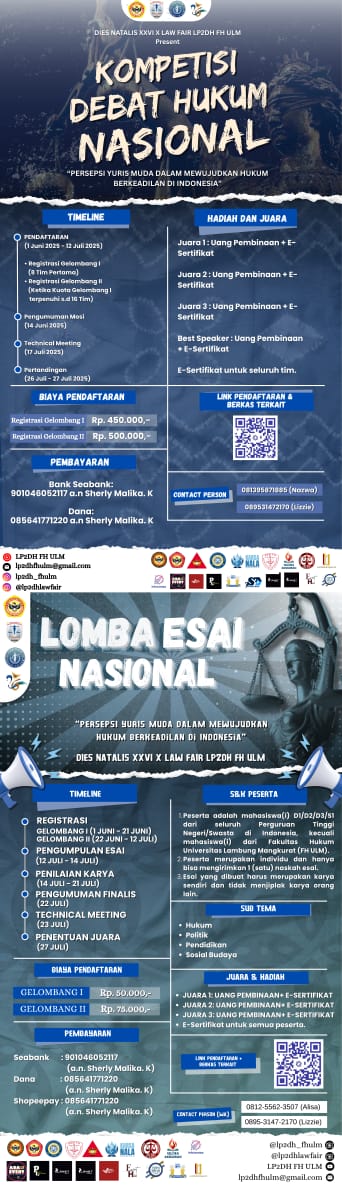 DIES NATALIS XXVI X LAW FAIR LP2DH FH ULM
Present
KOMPETISI
DEBAT HUKUM
NASIONAL
"PERSEPSI YURIS MUDA DALAM MEWUJUDKAN HUKUM
BERKEADILAN DI INDONESIA"
TIMELINE
PENDAFTARAN
(1 Juni 2025 - 12 Juli 2025)
• Registrasi Gelombang I
(8 Tim Pertama)
• Registrasi Gelombang II
(Ketika Kuota Gelombang I
terpenuhi s.d 16 Tim)
Pengumuman Mosi
(14 Juni 2025)
Technical Meeting
(17 Juli 2025)
Pertandingan
(26 Juli - 27 Juli 2025)
HADIAH DAN JUARA
Juara 1 : Uang Pembinaan + E-
Sertifikat
Juara 2 : Uang Pembinaan + E-
Sertifikat
Juara 3 : Uang Pembinaan + E-
Sertifikat
Best Speaker : Uang Pembinaan
+ E-Sertifikat
E-Sertifikat untuk seluruh tim.
BIAYA PENDAFTARAN
Registrasi Gelombang I Rp. 450.000,-
Registrasi Gelombang II Rp. 500.000,-
PEMBAYARAN
Bank Seabank:
901046052117 a.n Sherly Malika. K
Dana:
085641771220 a.n Sherly Malika. K
LINK PENDAFTARAN &
BERKAS TERKAIT
CONTACT PERSON
081395871885 (Nazwa)
089531472170 (Lizzie)
LP2DH FH ULM
lp2dhfhulm@gmail.com
@lp2dh_fhulm
@lp2dhlawfair
LOMBA ESAI
NASIONAL
"PERSEPSI YURIS MUDA DALAM MEWUJUDKAN
HUKUM BERKEADILAN DI INDONESIA"
DIES NATALIS XXVI X LAW FAIR LP2DH FH ULM
TIMELINE
REGISTRASI
GELOMBANG I (1 JUNI - 21 JUNI)
GELOMBANG II (22 JUNI - 12 JULI)
PENGUMPULAN ESAI
(12 JULI - 14 JULI)
PENILAIAN KARYA
(14 JULI - 21 JULI)
PENGUMUMAN FINALIS
(22 JULI)
TECHNICAL MEETING
(23 JULI)
PENENTUAN JUARA
(27 JULI)
S&K PESERTA
1. Peserta adalah mahasiswa(i) D1/D2/D3/S1
dari seluruh Perguruan Tinggi
Negeri/Swasta di Indonesia, kecuali
mahasiswa(i) dari Fakultas Hukum
Universitas Lambung Mangkurat (FH ULM).
2. Peserta merupakan individu dan hanya
bisa mengirimkan 1 (satu) naskah esai.
3. Esai yang dibuat harus merupakan karya
sendiri dan tidak menjiplak karya orang
lain.
SUB TEMA
• Hukum
• Politik
• Pendidikan
• Sosial Budaya
BIAYA PENDAFTARAN
GELOMBANG I Rp. 50.000,-
GELOMBANG II Rp. 75.000,-
JUARA & HADIAH
• JUARA 1: UANG PEMBINAAN+ E-SERTIFIKAT
• JUARA 2: UANG PEMBINAAN+ E-SERTIFIKAT
• JUARA 3: UANG PEMBINAAN+ E-SERTIFIKAT
• E-Sertifikat untuk semua peserta.
PEMBAYARAN
Seabank : 901046052117
(a.n Sherly Malika. K)
Dana : 085641771220
(a.n Sherly Malika. K)
Shopeepay : 085641771220
(a.n Sherly Malika. K)
LINK PENDAFTARAN +
BERKAS TERKAIT
CONTACT PERSON (WA)
0812-5562-3507 (Alisa)
0895-3147-2170 (Lizzie)
@lp2dh_fhulm
@lp2dhlawfair
LP2DH FH ULM
lp2dhfhulm@gmail.com